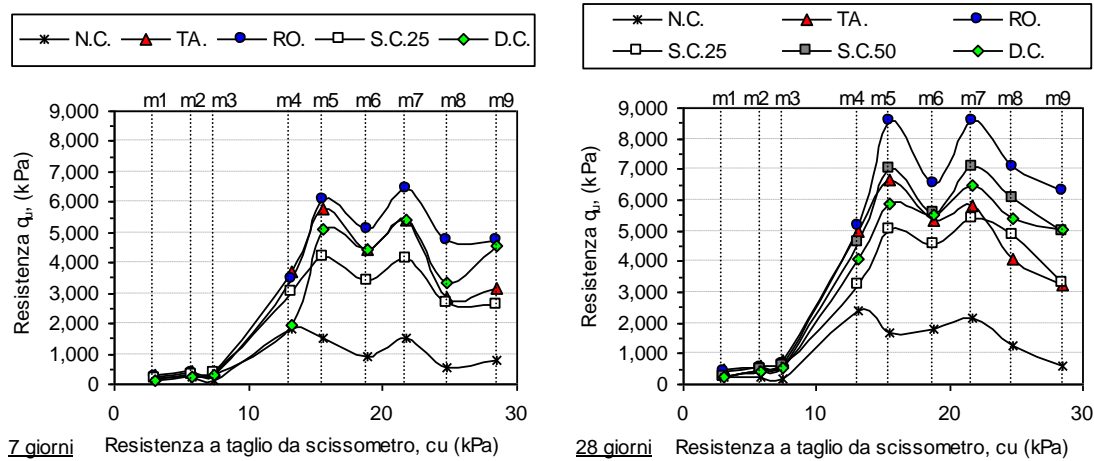 N.C. TA. RO. S.C.25 D.C.
m1 m2 m3 m4 m5 m6 m7 m8 m9
9,000
8,000
7,000
6,000
5,000
4,000
3,000
2,000
1,000
0
Resistenza qu, (kPa)
0 10 20 30
7 giorni Resistenza a taglio da scissometro, cu (kPa)
N.C. TA. RO.
S.C.25 S.C.50 D.C.
m1 m2 m3 m4 m5 m6 m7 m8 m9
9,000
8,000
7,000
6,000
5,000
4,000
3,000
2,000
1,000
0
Resistenza qu, (kPa)
0 10 20 30
28 giorni Resistenza a taglio da scissometro, cu (kPa)